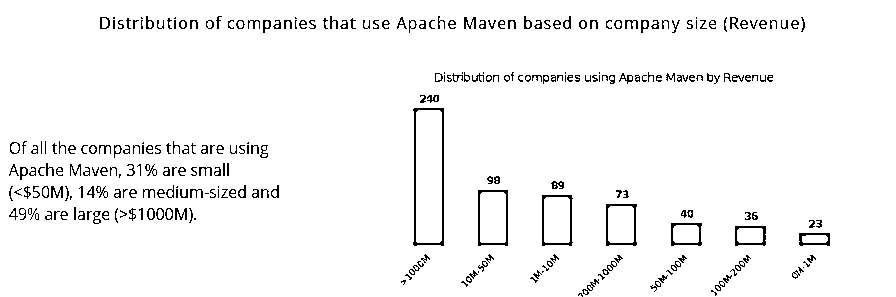 Distribution of companies that use Apache Maven based on company size (Revenue)
Distribution of companies using Apache Maven by Revenue
Of all the companies that are using
Apache Maven, 31% are small
(<$50M), 14% are medium-sized and
49% are large (>$1000M).
240
98
89
73
40
36
23
>1000M
10M-50M
1M-10M
200M-1000M
50M-100M
100M-200M
0M-1M